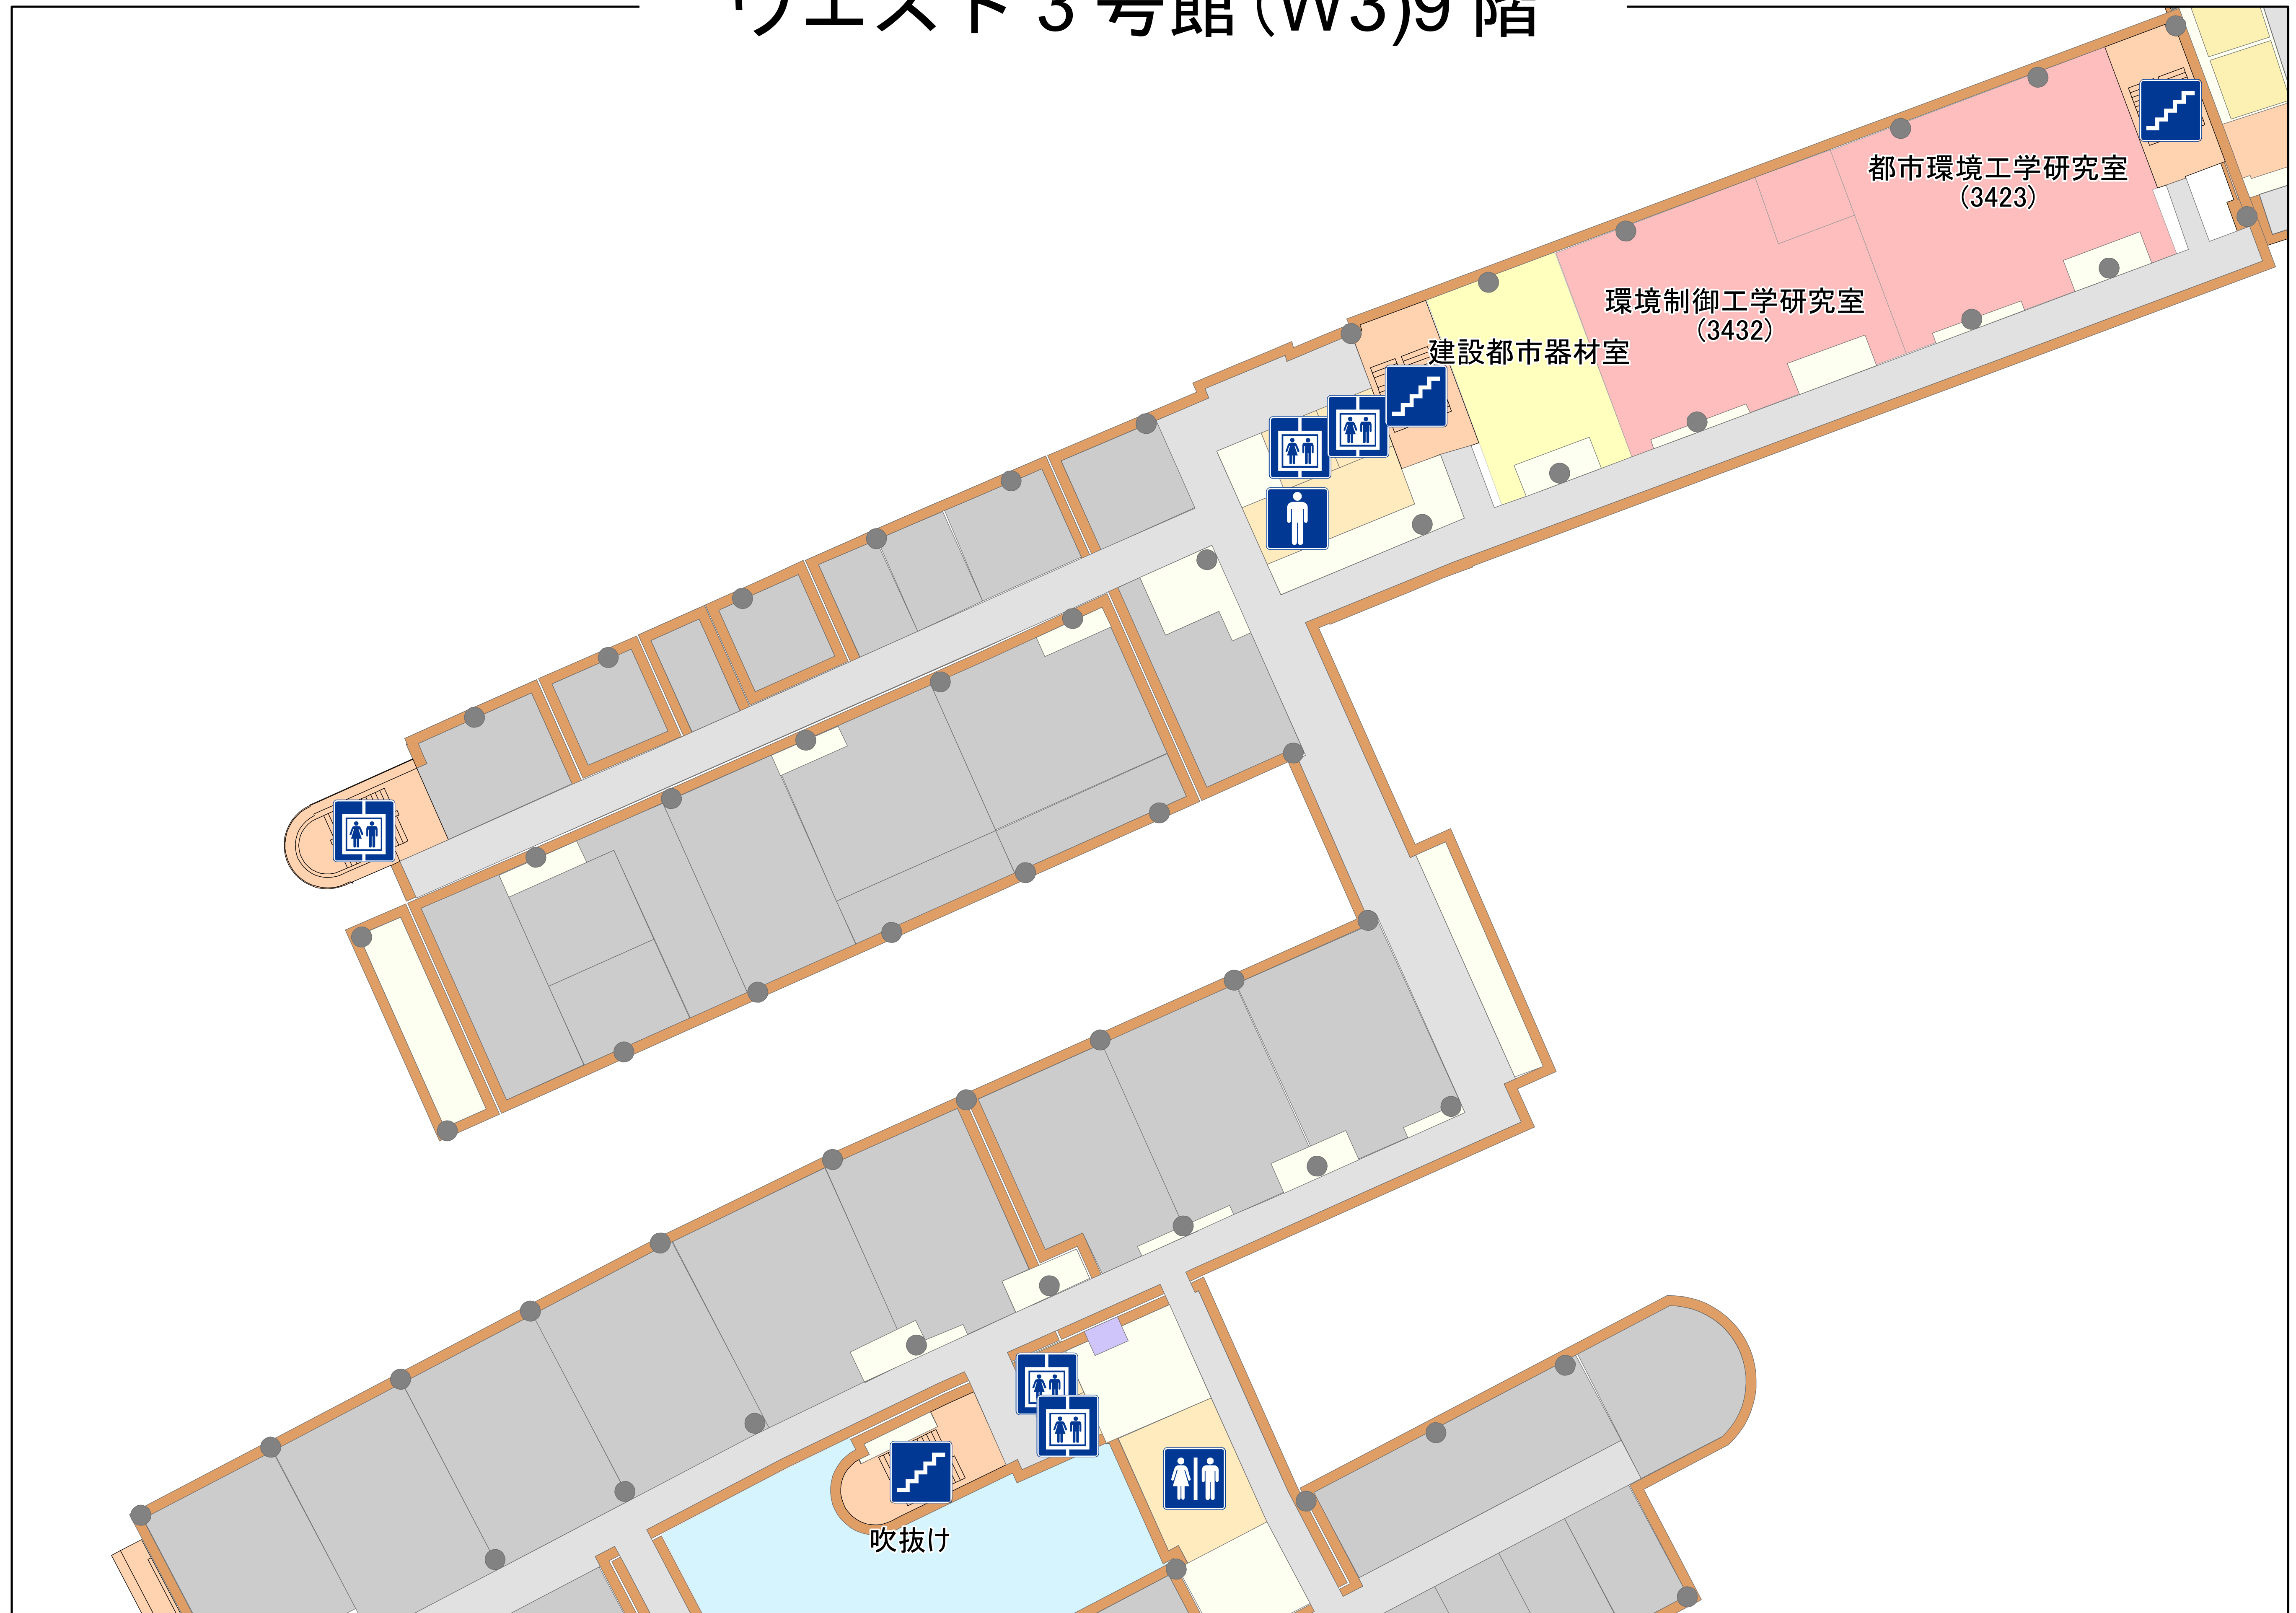 ウエスト3号館(W3)9階
都市環境工学研究室
(3423)
環境制御工学研究室
(3432)
建設都市器材室
吹抜け